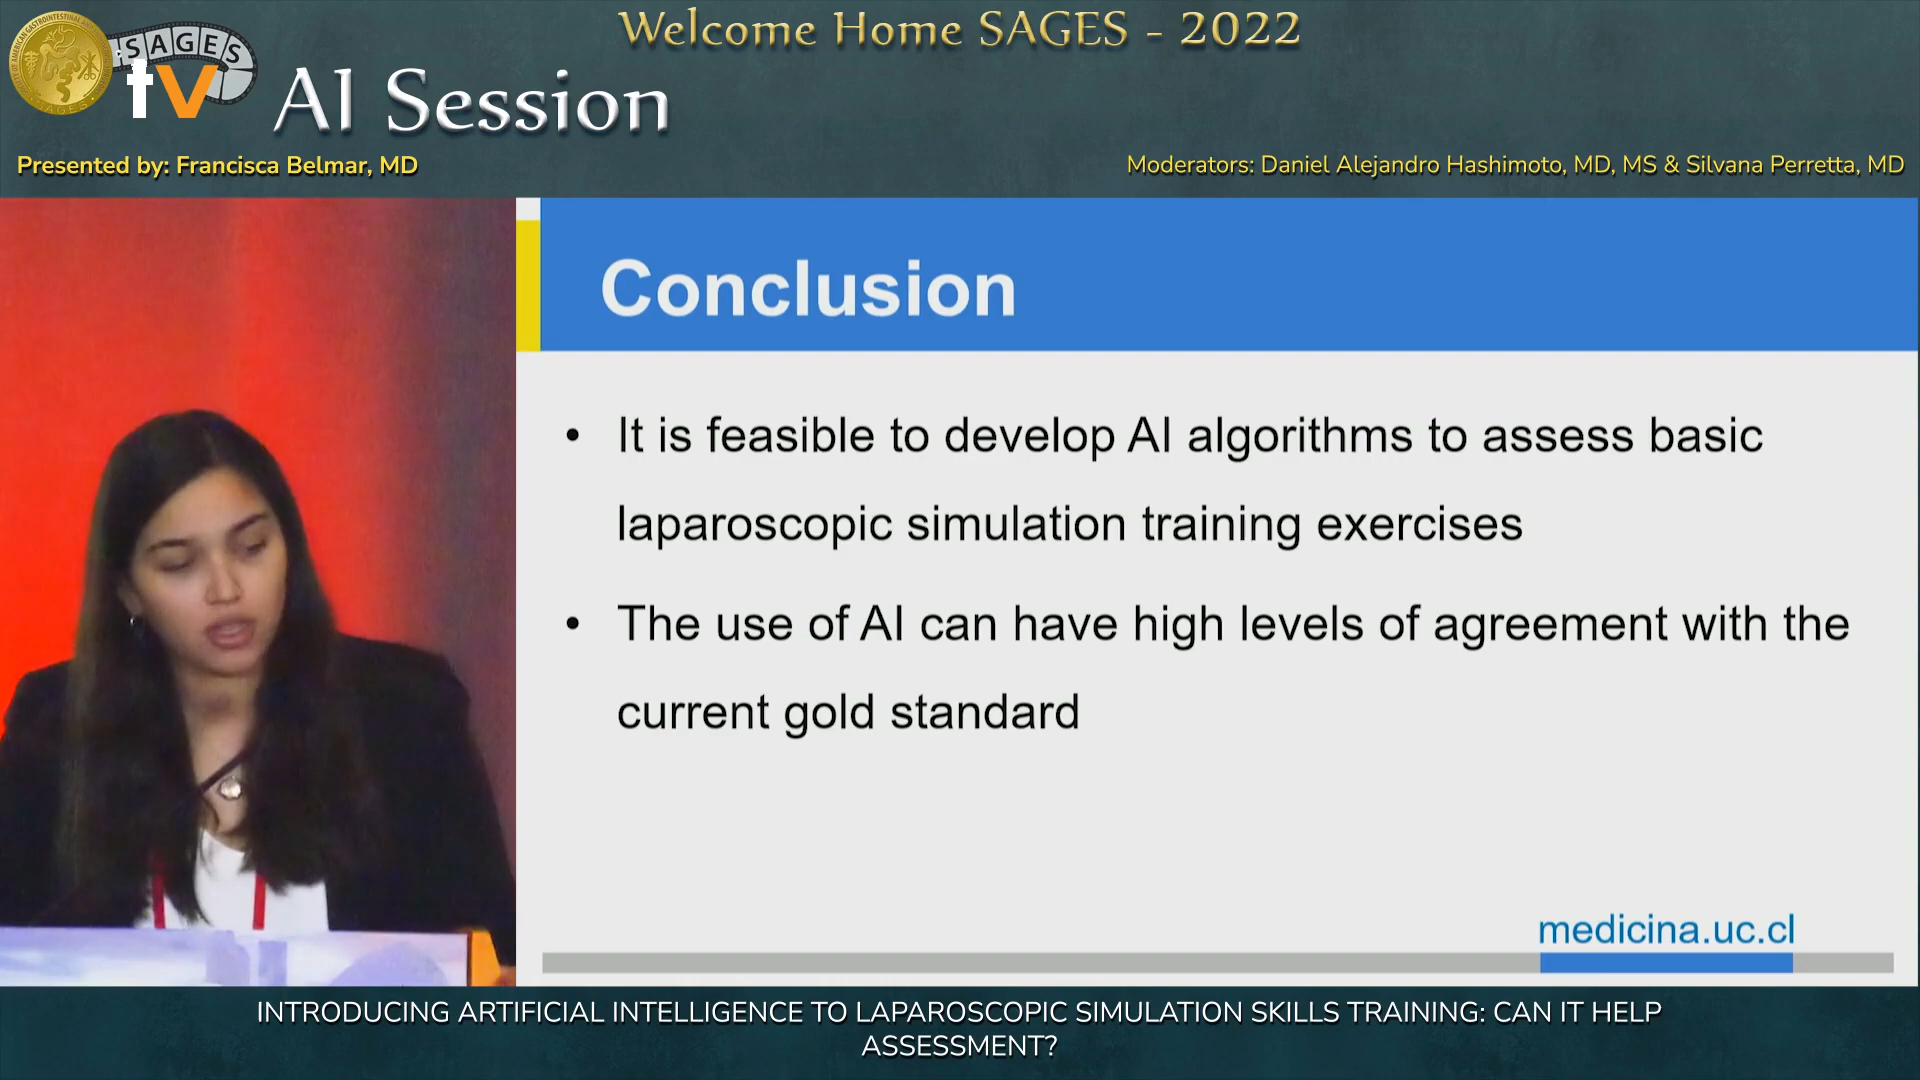 Welcome Home SAGES - 2022
SAGES
tv
AI Session
Presented by: Francisca Belmar, MD
Moderators: Daniel Alejandro Hashimoto, MD, MS & Silvana Perretta, MD
Conclusion
• It is feasible to develop AI algorithms to assess basic
laparoscopic simulation training exercises
• The use of AI can have high levels of agreement with the
current gold standard
medicina.uc.cl
INTRODUCING ARTIFICIAL INTELLIGENCE TO LAPAROSCOPIC SIMULATION SKILLS TRAINING: CAN IT HELP
ASSESSMENT?